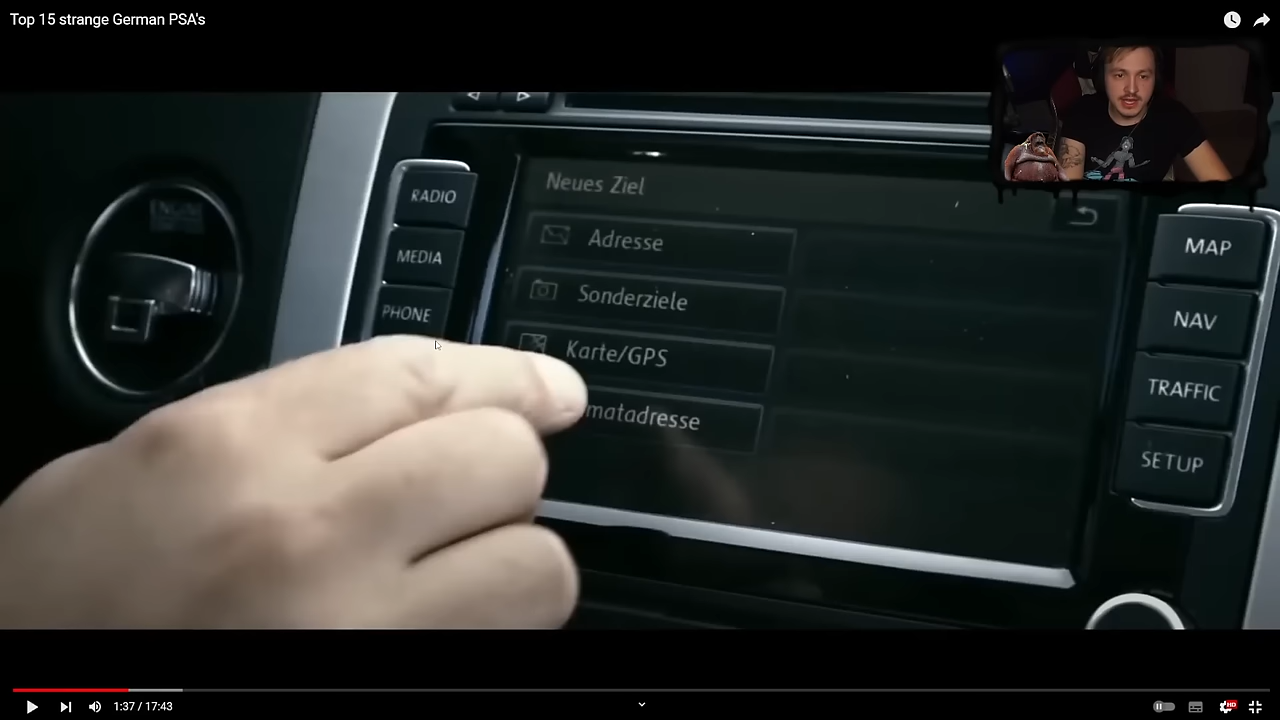 Top 15 strange German PSA's
RADIO
MEDIA
PHONE
Neues Ziel
Adresse
Sonderziele
Karte/GPS
matadresse
MAP
NAV
TRAFFIC
SETUP
1:37 / 17:43
HD